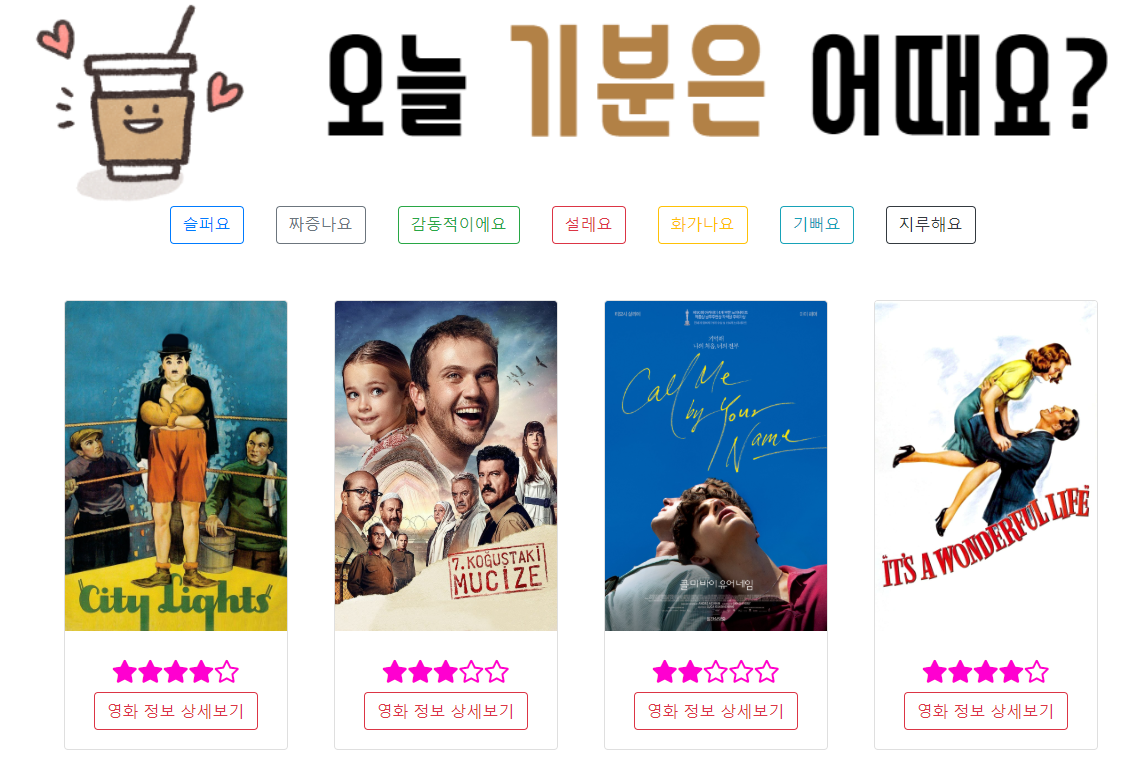 오늘 기분은 어때요?
슬퍼요 짜증나요 감동적이에요 설레요 화가나요 기뻐요 지루해요
"City Lights"
7. KOĞUŞTAKİ
MUCİZE
Call Me
by Your
Name
콜 미 바이 유어 네임
"IT'S A WONDERFUL LIFE"
영화 정보 상세보기 영화 정보 상세보기 영화 정보 상세보기 영화 정보 상세보기